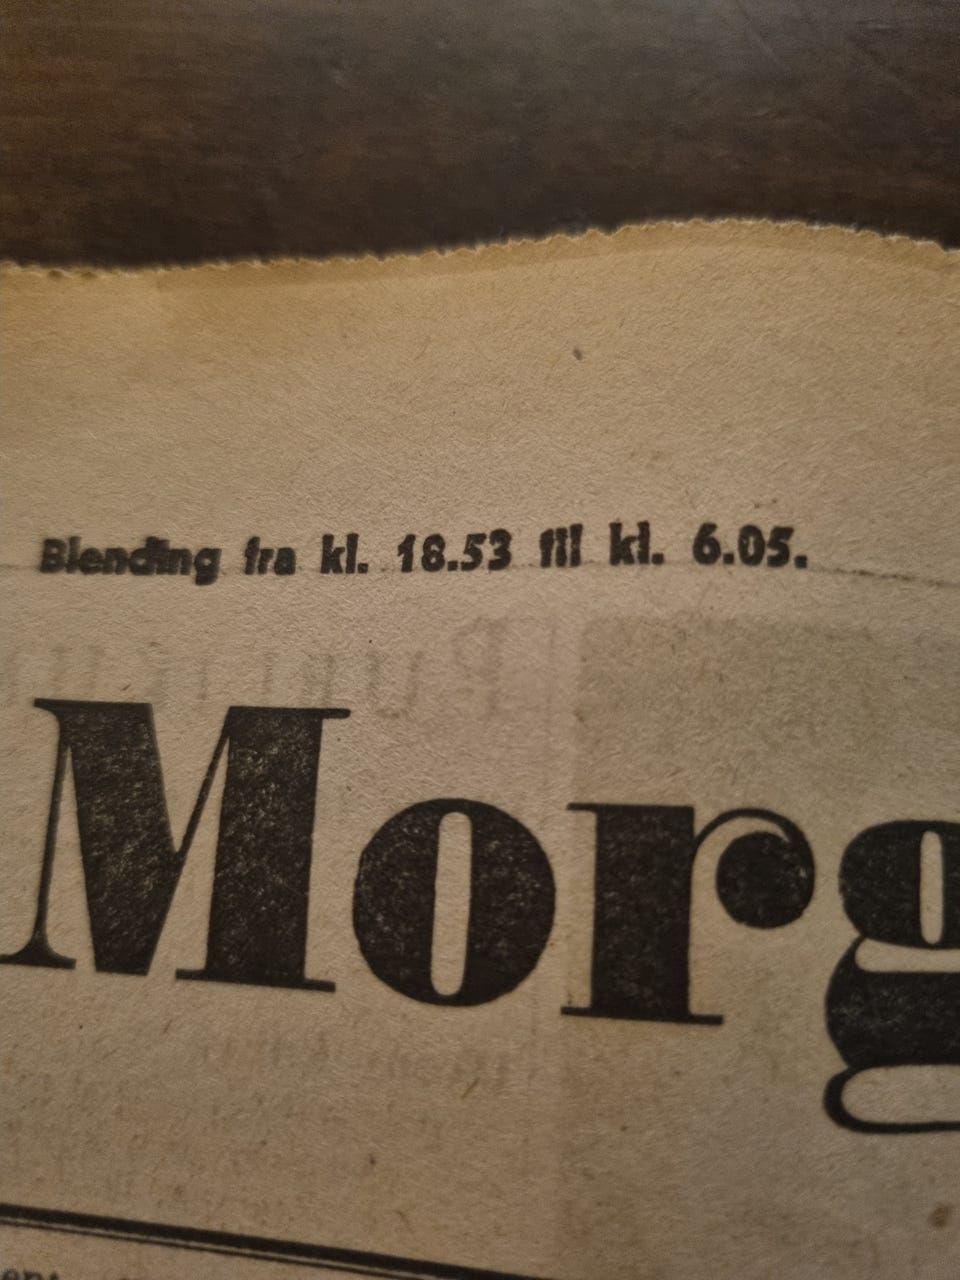 Blending fra kl. 18.53 til kl. 6.05.
Morg